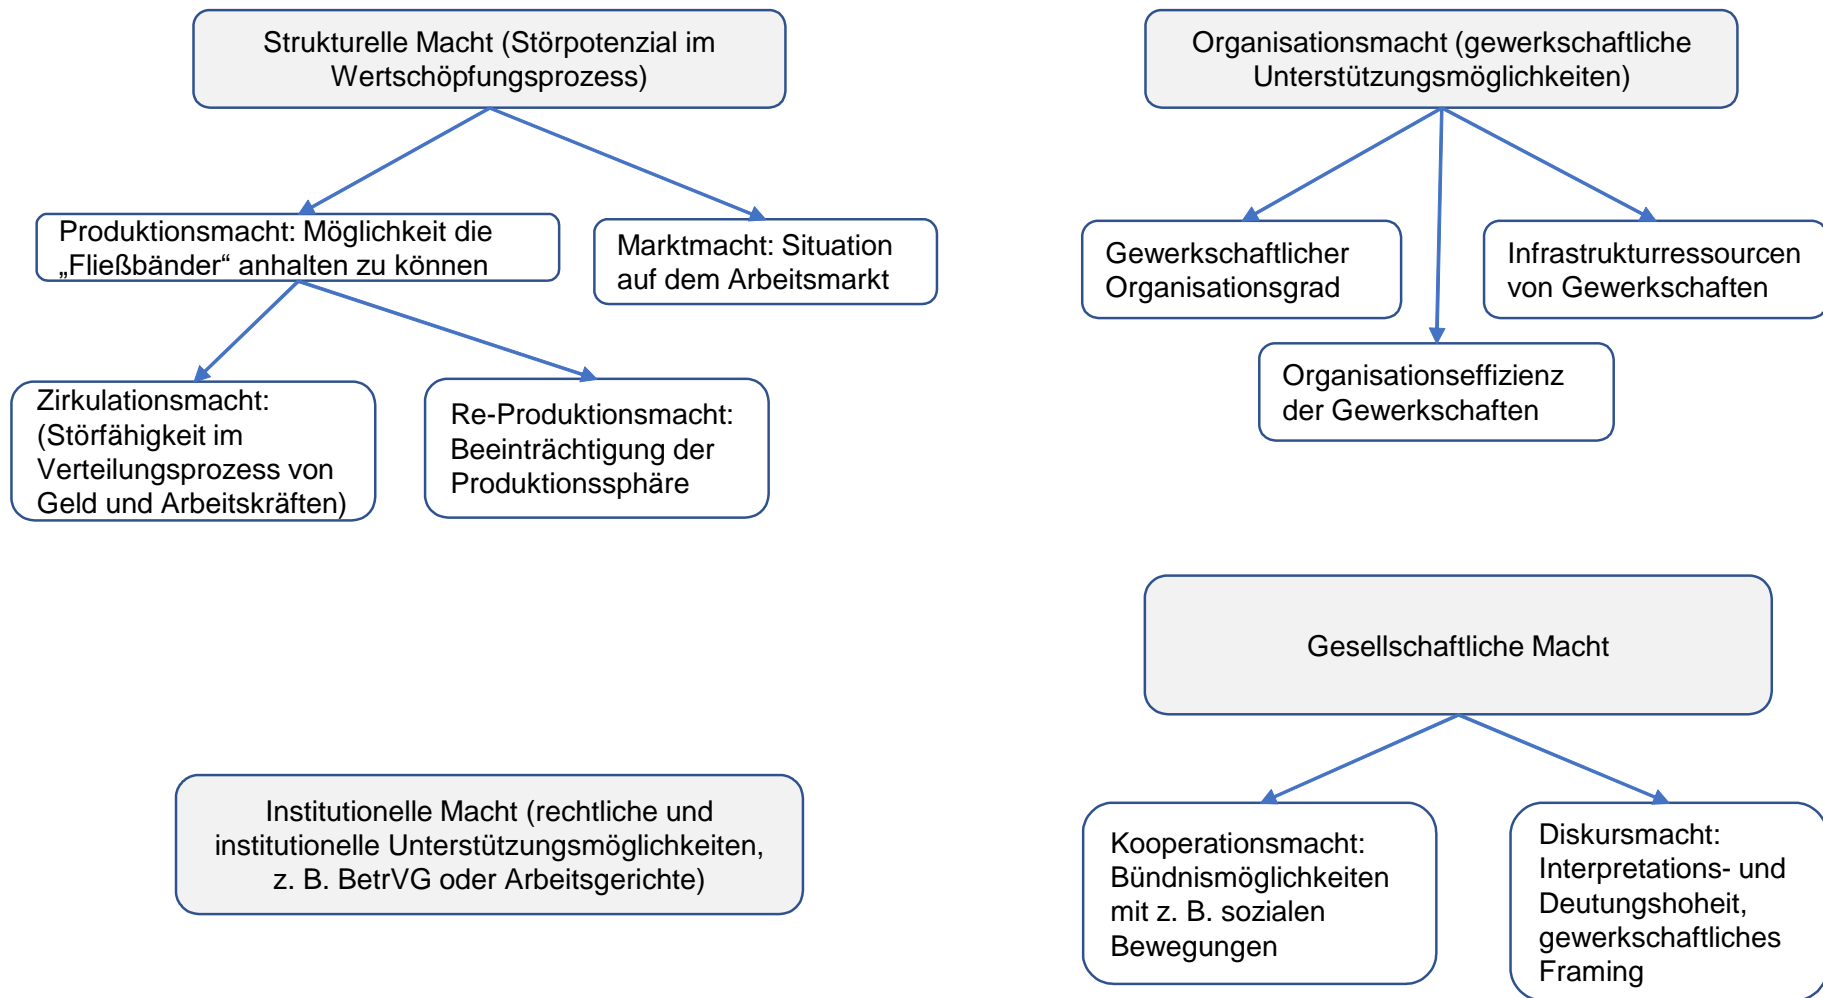 Strukturelle Macht (Störpotenzial im
Wertschöpfungsprozess)
Organisationsmacht (gewerkschaftliche
Unterstützungsmöglichkeiten)
Produktionsmacht: Möglichkeit die
„Fließbänder“ anhalten zu können
Marktmacht: Situation
auf dem Arbeitsmarkt
Gewerkschaftlicher
Organisationsgrad
Infrastrukturressourcen
von Gewerkschaften
Organisationseffizienz
der Gewerkschaften
Zirkulationsmacht:
(Störfähigkeit im
Verteilungsprozess von
Geld und Arbeitskräften)
Re-Produktionsmacht:
Beeinträchtigung der
Produktionssphäre
Gesellschaftliche Macht
Institutionelle Macht (rechtliche und
institutionelle Unterstützungsmöglichkeiten,
z. B. BetrVG oder Arbeitsgerichte)
Kooperationsmacht:
Bündnismöglichkeiten
mit z. B. sozialen
Bewegungen
Diskursmacht:
Interpretations- und
Deutungshoheit,
gewerkschaftliches
Framing